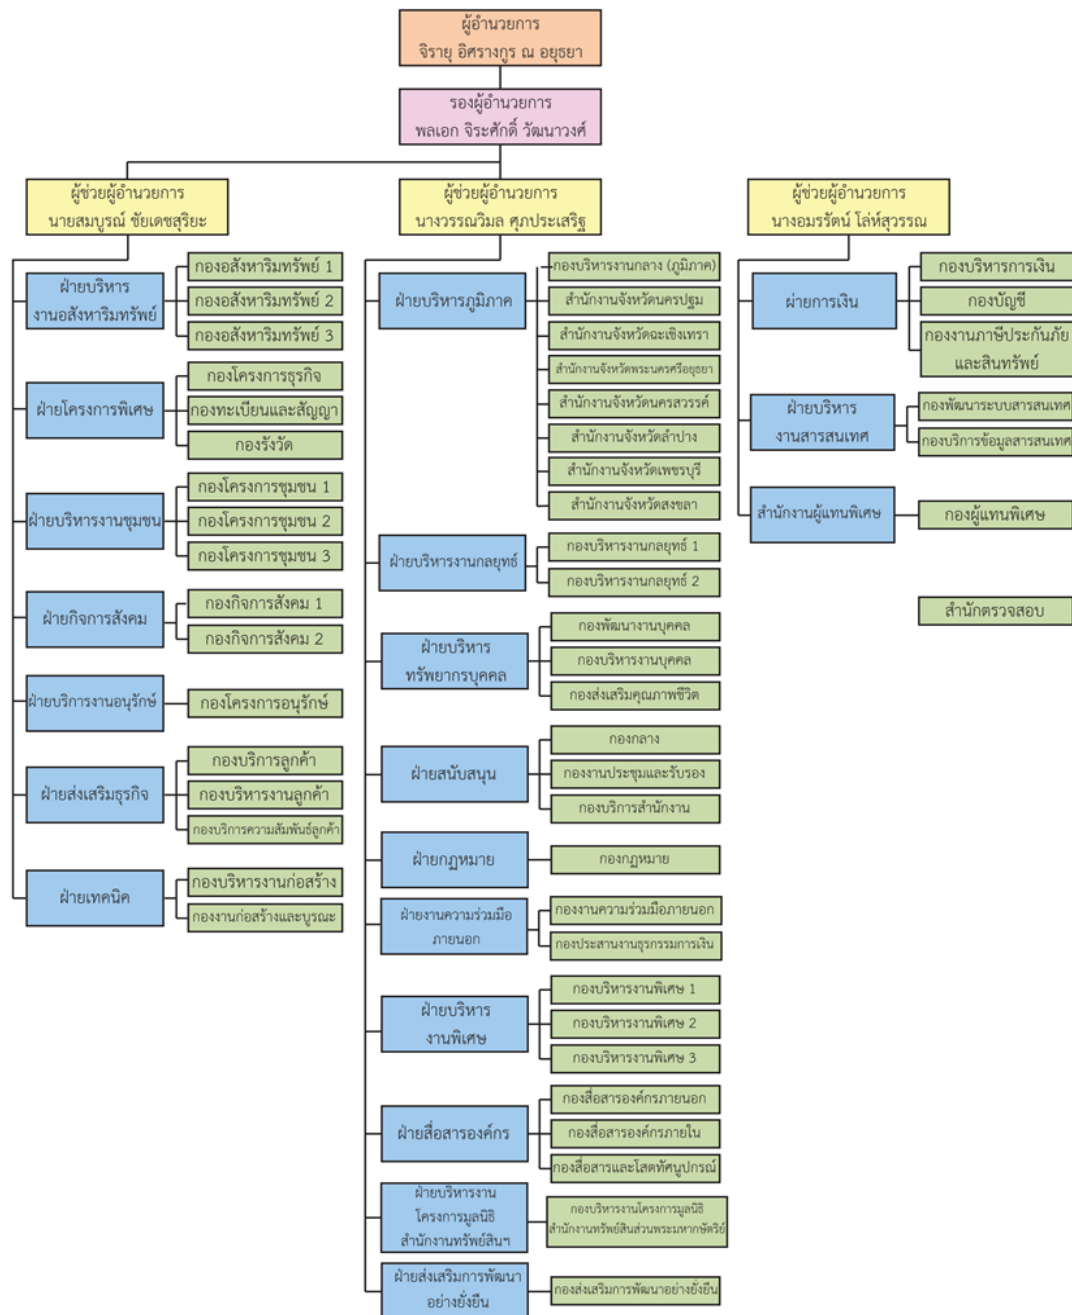 ผู้อำนวยการ
จิรายุ อิศรางกูร ณ อยุธยา
รองผู้อำนวยการ
พลเอก จิระศักดิ์ วัฒนาวงศ์
ผู้ช่วยผู้อำนวยการ
นายสมบูรณ์ ชัยเดชสุริยะ
ฝ่ายบริหาร
งานอสังหาริมทรัพย์
กองอสังหาริมทรัพย์ 1
กองอสังหาริมทรัพย์ 2
กองอสังหาริมทรัพย์ 3
ฝ่ายโครงการพิเศษ
กองโครงการธุรกิจ
กองทะเบียนและสัญญา
กองรังวัด
ฝ่ายบริหารงานชุมชน
กองโครงการชุมชน 1
กองโครงการชุมชน 2
กองโครงการชุมชน 3
ฝ่ายกิจการสังคม
กองกิจการสังคม 1
กองกิจการสังคม 2
ฝ่ายบริการงานอนุรักษ์
กองโครงการอนุรักษ์
ฝ่ายส่งเสริมธุรกิจ
กองบริการลูกค้า
กองบริหารงานลูกค้า
กองบริการความสัมพันธ์ลูกค้า
ฝ่ายเทคนิค
กองบริหารงานก่อสร้าง
กองงานก่อสร้างและบูรณะ
ผู้ช่วยผู้อำนวยการ
นางวรรณวิมล ศุภประเสริฐ
ฝ่ายบริหารภูมิภาค
กองบริหารงานกลาง (ภูมิภาค)
สำนักงานจังหวัดนครปฐม
สำนักงานจังหวัดฉะเชิงเทรา
สำนักงานจังหวัดพระนครศรีอยุธยา
สำนักงานจังหวัดนครสวรรค์
สำนักงานจังหวัดลำปาง
สำนักงานจังหวัดเพชรบุรี
สำนักงานจังหวัดสงขลา
ฝ่ายบริหารงานกลยุทธ์
กองบริหารงานกลยุทธ์ 1
กองบริหารงานกลยุทธ์ 2
ฝ่ายบริหาร
ทรัพยากรบุคคล
กองพัฒนางานบุคคล
กองบริหารงานบุคคล
กองส่งเสริมคุณภาพชีวิต
ฝ่ายสนับสนุน
กองกลาง
กองงานประชุมและรับรอง
กองบริการสำนักงาน
ฝ่ายกฎหมาย
กองกฎหมาย
ฝ่ายงานความร่วมมือ
ภายนอก
กองงานความร่วมมือภายนอก
กองประสานงานธุรกรรมการเงิน
ฝ่ายบริหาร
งานพิเศษ
กองบริหารงานพิเศษ 1
กองบริหารงานพิเศษ 2
กองบริหารงานพิเศษ 3
ฝ่ายสื่อสารองค์กร
กองสื่อสารองค์กรภายนอก
กองสื่อสารองค์กรภายใน
กองสื่อสารและโสตทัศนูปกรณ์
ฝ่ายบริหารงาน
โครงการมูลนิธิ
สำนักงานทรัพย์สินฯ
กองบริหารงานโครงการมูลนิธิ
สำนักงานทรัพย์สินส่วนพระมหากษัตริย์
ฝ่ายส่งเสริมการพัฒนา
อย่างยั่งยืน
กองส่งเสริมการพัฒนาอย่างยั่งยืน
ผู้ช่วยผู้อำนวยการ
นางอมรรัตน์ โล่ห์สุวรรณ
ผ่ายการเงิน
กองบริหารการเงิน
กองบัญชี
กองงานภาษีประกันภัย
และสินทรัพย์
ฝ่ายบริหาร
งานสารสนเทศ
กองพัฒนาระบบสารสนเทศ
กองบริการข้อมูลสารสนเทศ
สำนักงานผู้แทนพิเศษ
กองผู้แทนพิเศษ
สำนักตรวจสอบ